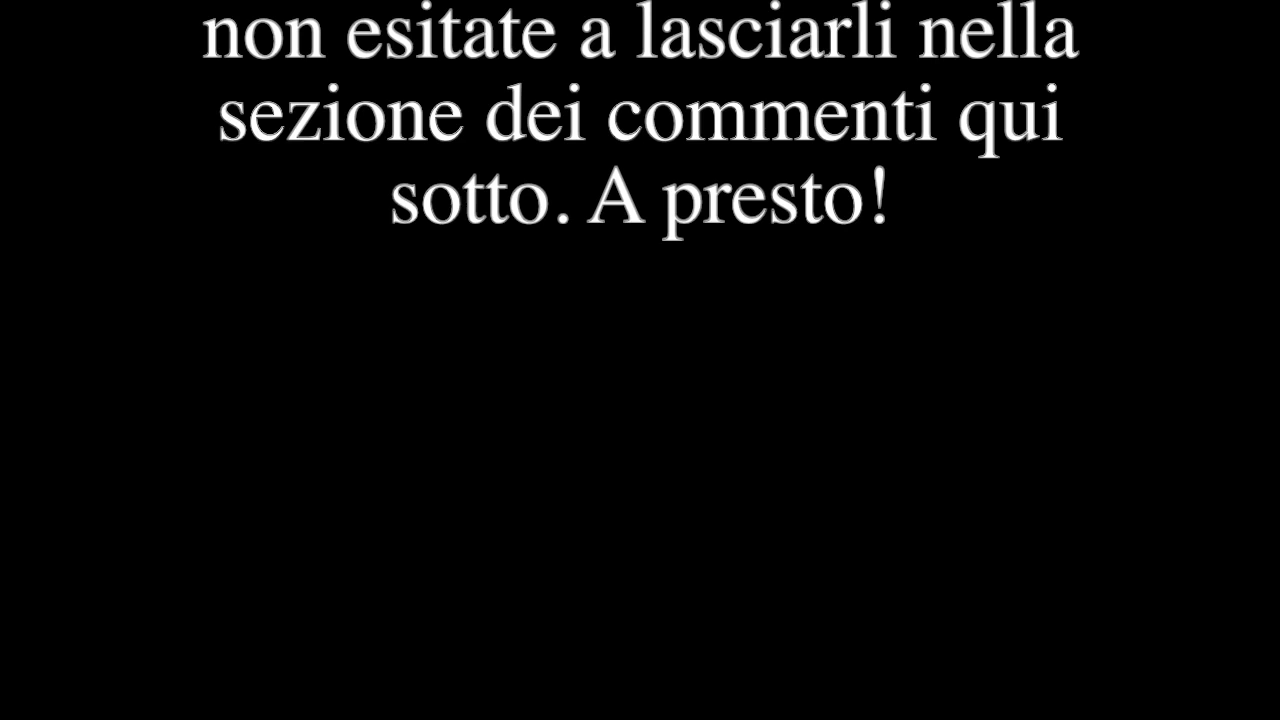 non esitate a lasciarli nella
sezione dei commenti qui
sotto. A presto!